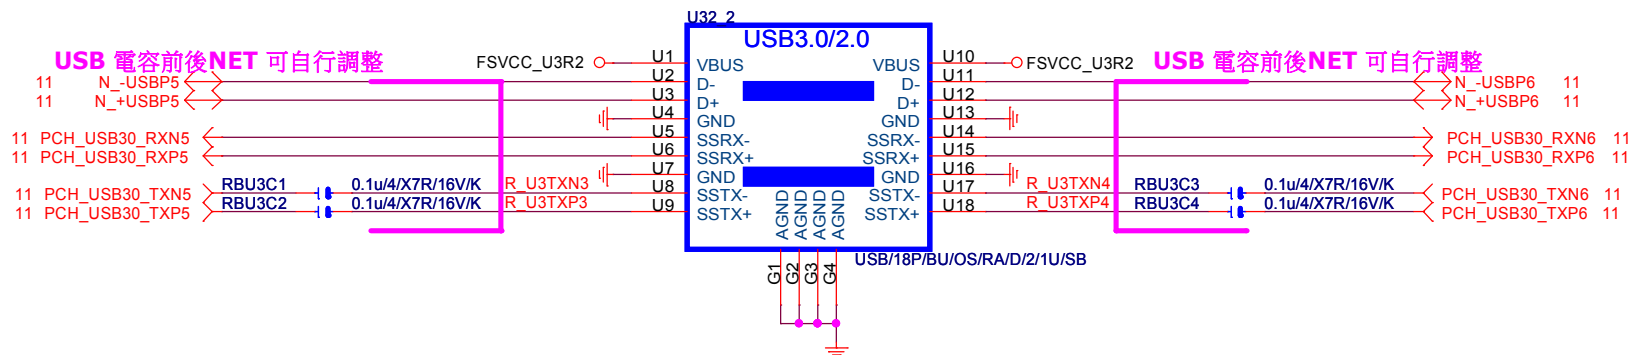 U32_2
USB3.0/2.0
USB 電容前後NET 可自行調整
USB 電容前後NET 可自行調整
FSVCC_U3R2 U1 VBUS VBUS U10 FSVCC_U3R2
11 N_-USBP5 U2 D- D- U11 N_-USBP6 11
11 N_+USBP5 U3 D+ D+ U12 N_+USBP6 11
U4 GND GND U13
11 PCH_USB30_RXN5 U5 SSRX- SSRX- U14 PCH_USB30_RXN6 11
11 PCH_USB30_RXP5 U6 SSRX+ SSRX+ U15 PCH_USB30_RXP6 11
U7 GND GND U16
11 PCH_USB30_TXN5 RBU3C1 0.1u/4/X7R/16V/K R_U3TXN3 U8 SSTX- SSTX- U17 R_U3TXN4 RBU3C3 0.1u/4/X7R/16V/K PCH_USB30_TXN6 11
11 PCH_USB30_TXP5 RBU3C2 0.1u/4/X7R/16V/K R_U3TXP3 U9 SSTX+ SSTX+ U18 R_U3TXP4 RBU3C4 0.1u/4/X7R/16V/K PCH_USB30_TXP6 11
AGND AGND AGND AGND
USB/18P/BU/OS/RA/D/2/1U/SB
G1 G2 G3 G4